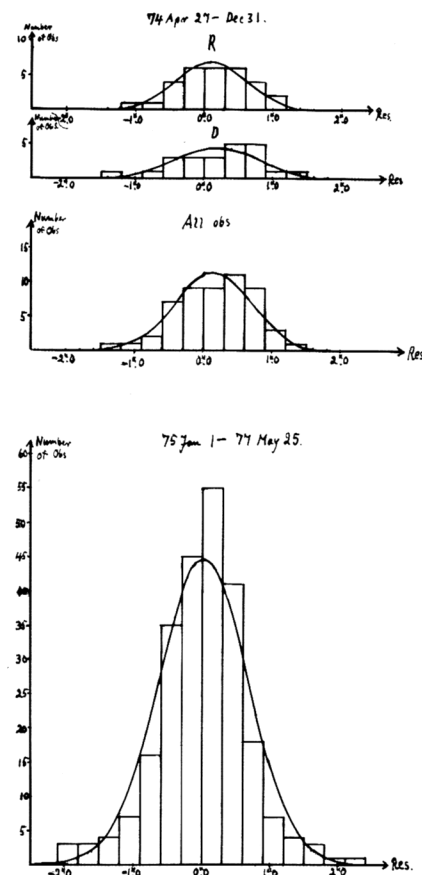 74 Apr 27 - Dec 31.
Number
of Obs
R
10
5
-2.0 -1.0 0.0 1.0 2.0 Res.
Number
of Obs
D
5
-2.0 -1.0 0.0 1.0 2.0 Res
All obs
Number
of Obs
15
10
5
-2.0 -1.0 0.0 1.0 2.0 Res
75 Jan 1 - 77 May 25.
Number
of Obs
60
55
50
45
35
25
15
5
-2.0 -1.0 0.0 1.0 2.0 Res.